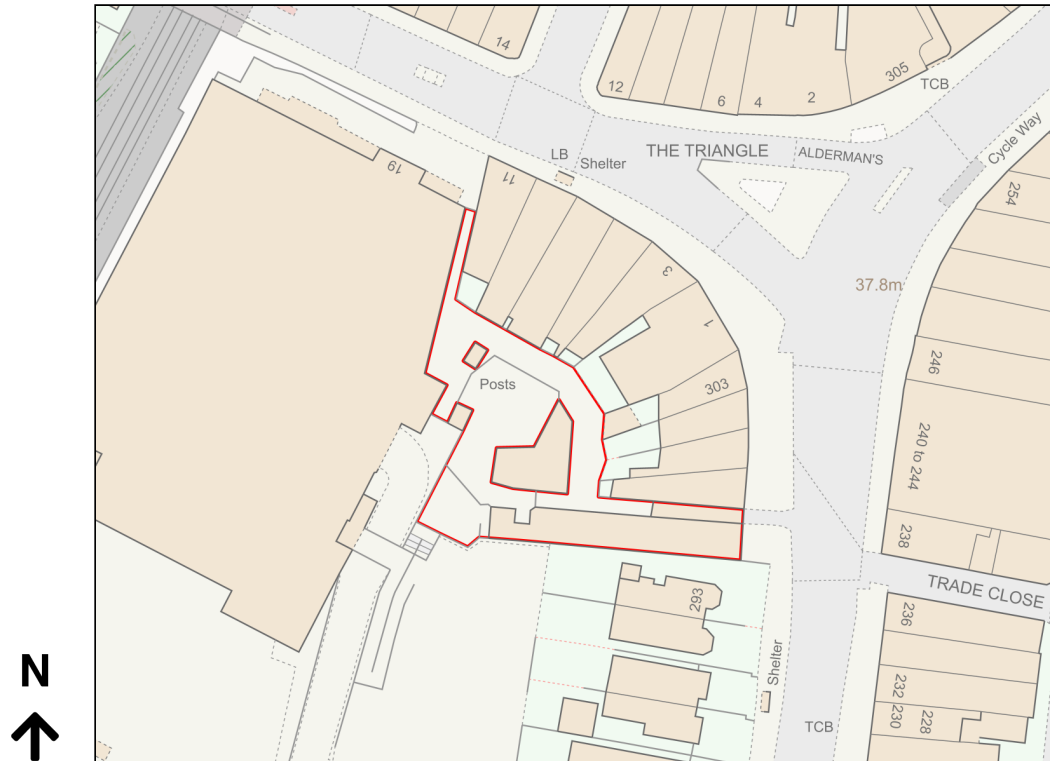 14
12
6
4
2
305
TCB
19
11
LB
Shelter
THE TRIANGLE
ALDERMAN'S
Cycle Way
254
3
37.8m
1
303
246
Posts
240 to 244
238
TRADE CLOSE
293
236
Shelter
232
230
228
TCB
N